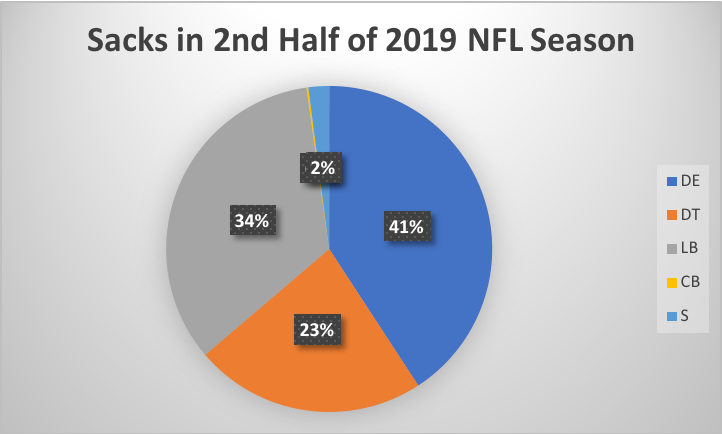 Sacks in 2nd Half of 2019 NFL Season
2%
34%
41%
23%
DE
DT
LB
CB
S